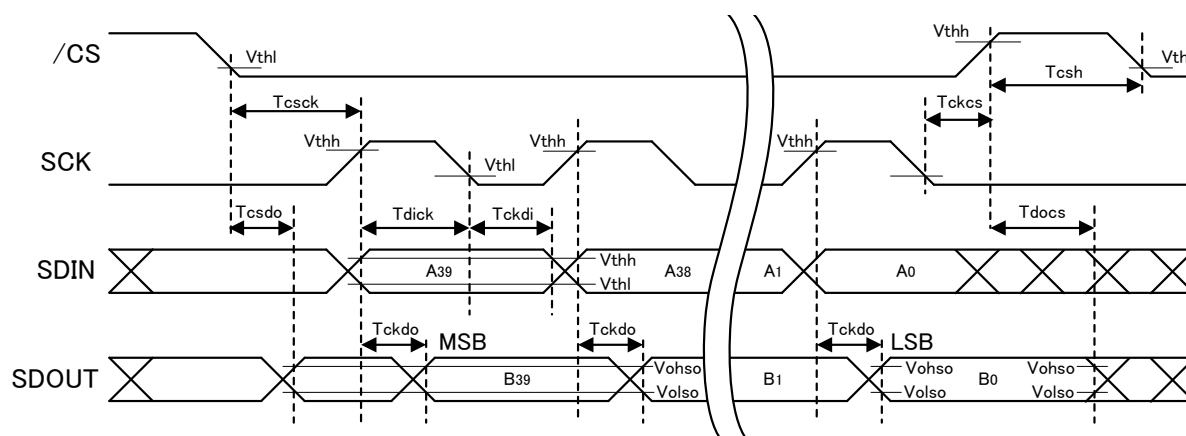 /CS
Vthl
Vthh
Vth
Tcsh
Tcsck
Tckcs
SCK
Vthh
Vthl
Vthh
Vthh
Tcsdo
Tdick
Tckdi
Tdocs
SDIN
A39
Vthh
Vthl
A38
A1
A0
Tckdo
MSB
Tckdo
Tckdo
LSB
SDOUT
B39
Vohso
Volso
B1
Vohso
Volso
B0
Vohso
Volso